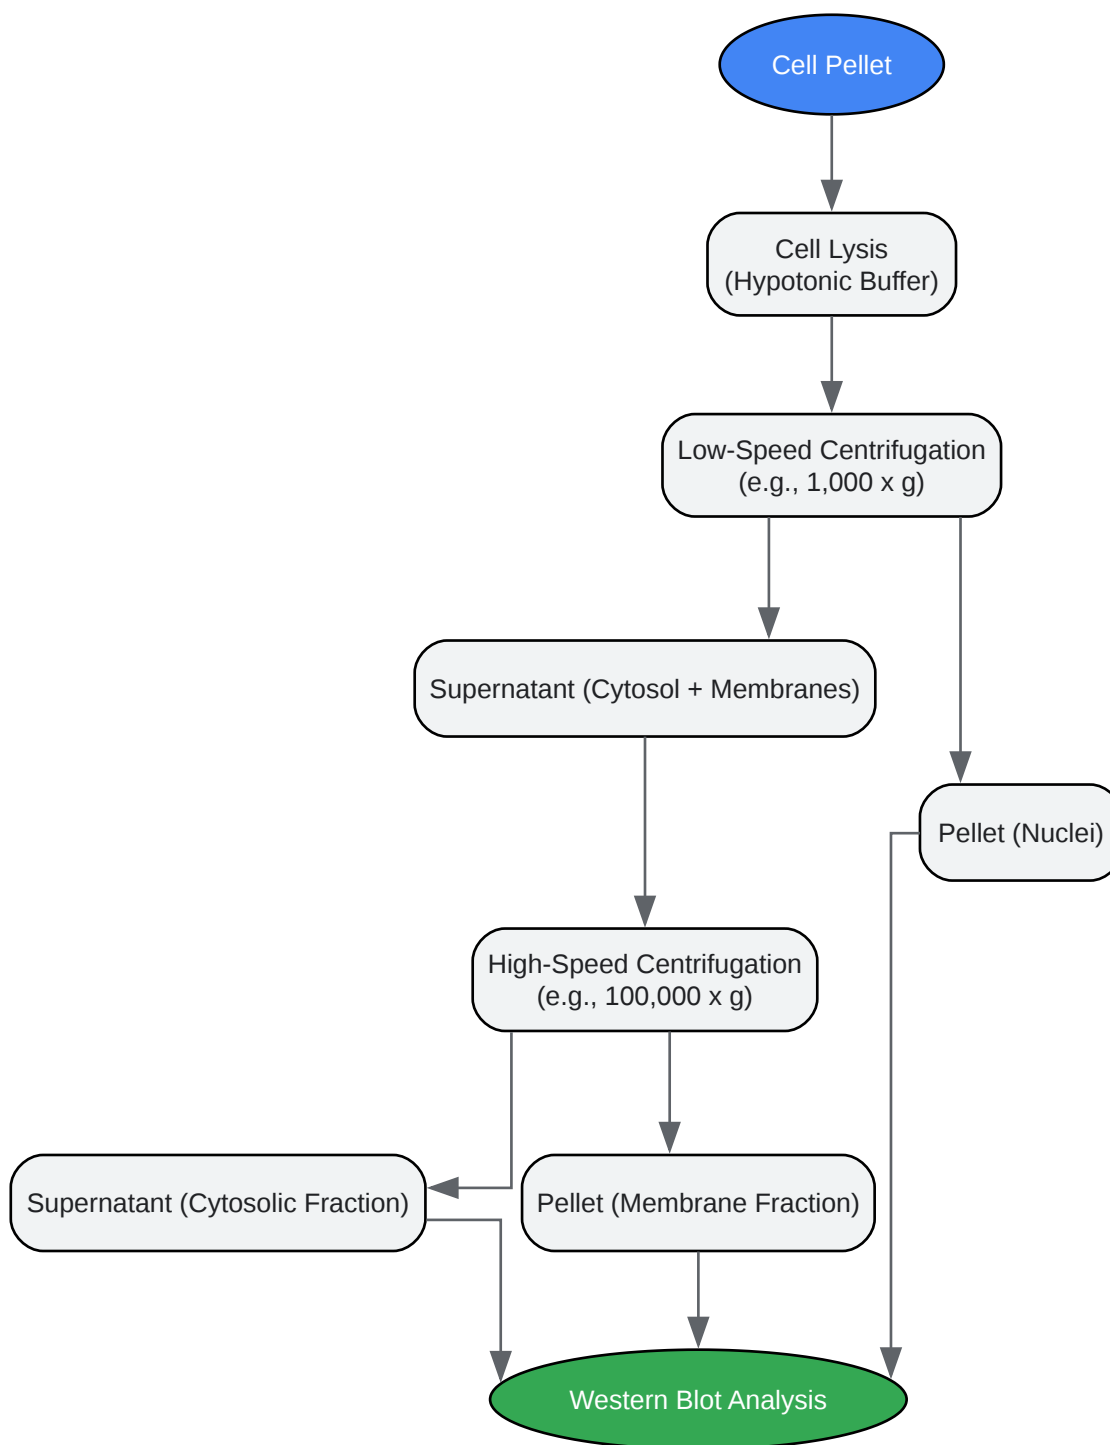 Cell Pellet
Cell Lysis
(Hypotonic Buffer)
Low-Speed Centrifugation
(e.g., 1,000 x g)
Supernatant (Cytosol + Membranes)
Pellet (Nuclei)
High-Speed Centrifugation
(e.g., 100,000 x g)
Supernatant (Cytosolic Fraction)
Pellet (Membrane Fraction)
Western Blot Analysis